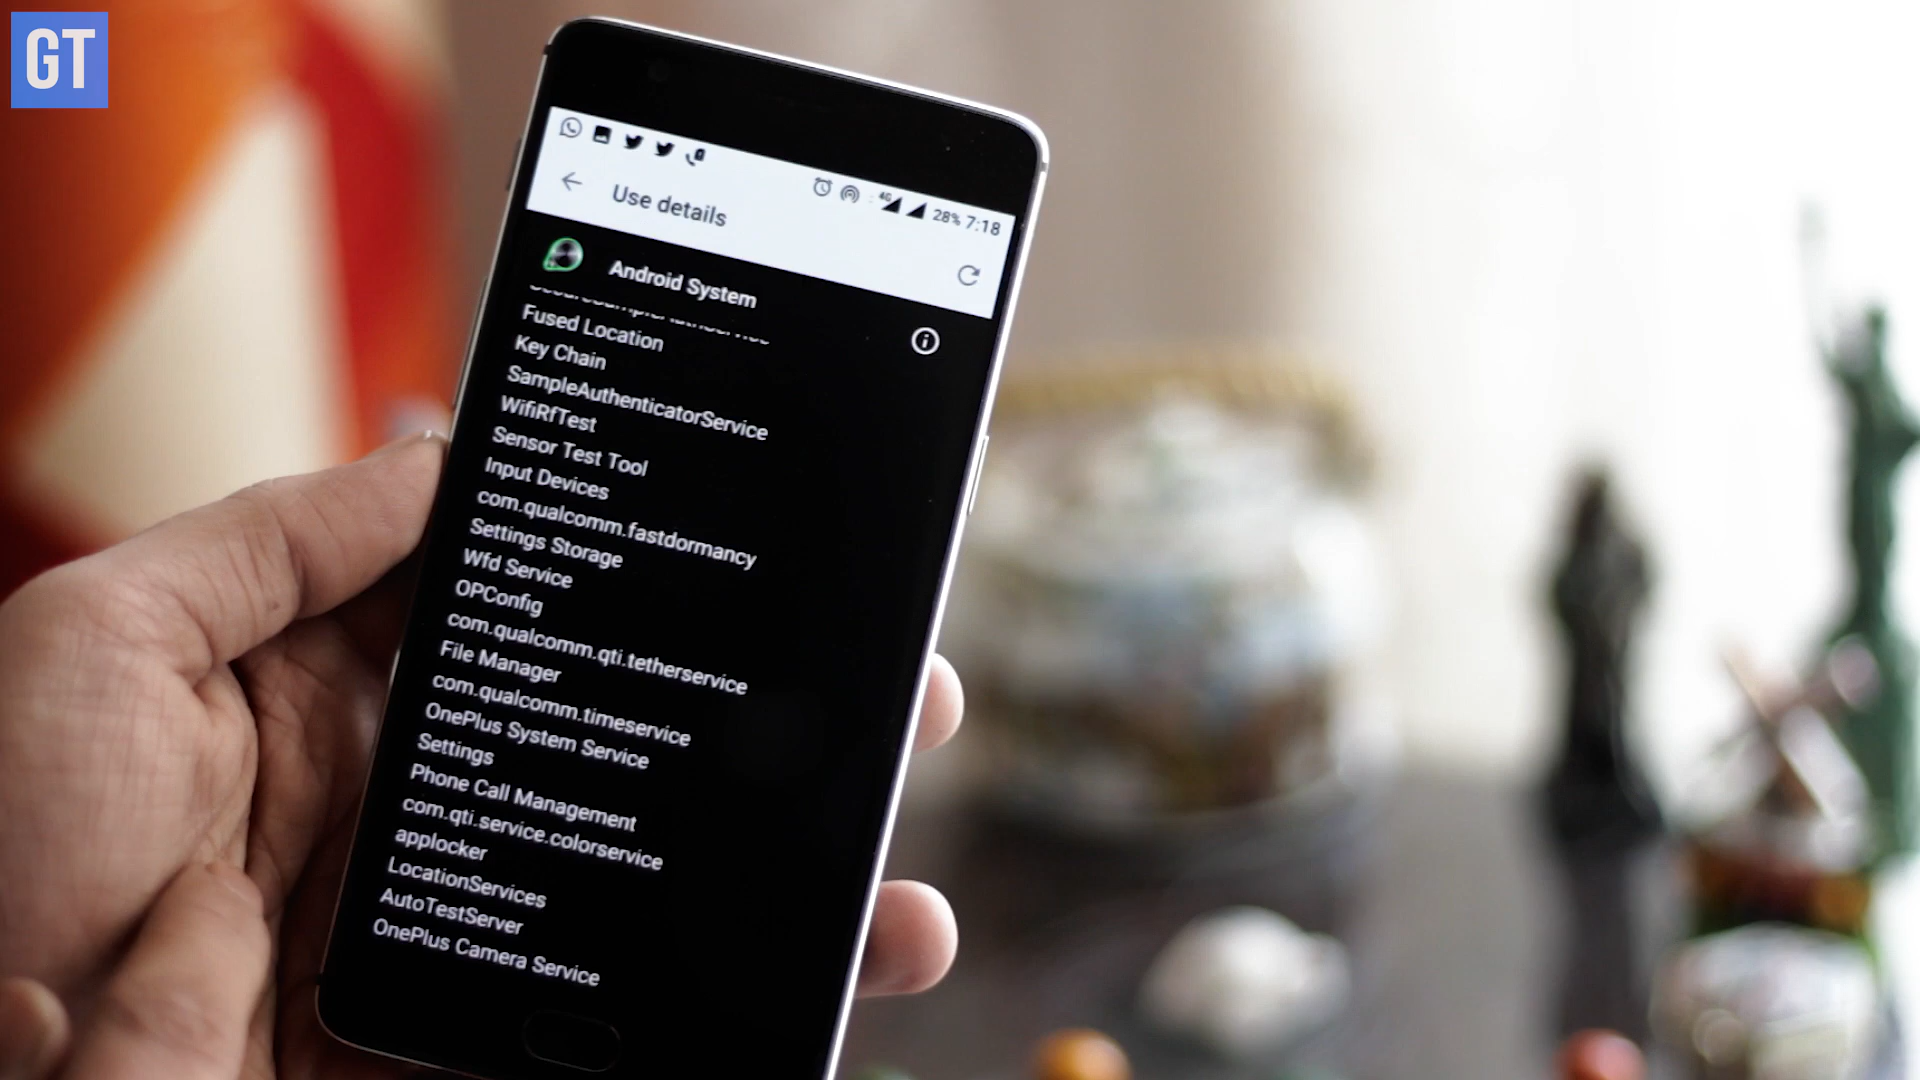 GT
4G 28% 7:18
Use details
Android System
Fused Location
Key Chain
SampleAuthenticatorService
WifiRfTest
Sensor Test Tool
Input Devices
com.qualcomm.fastdormancy
Settings Storage
Wfd Service
OPConfig
com.qualcomm.qti.tetherservice
File Manager
com.qualcomm.timeservice
OnePlus System Service
Settings
Phone Call Management
com.qti.service.colorservice
applocker
LocationServices
AutoTestServer
OnePlus Camera Service